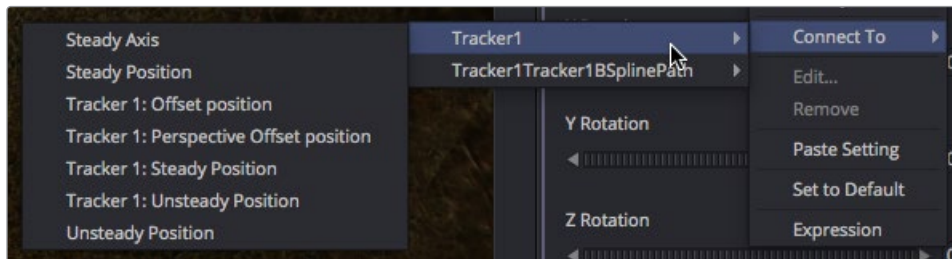 Steady Axis
Steady Position
Tracker 1: Offset position
Tracker 1: Perspective Offset position
Tracker 1: Steady Position
Tracker 1: Unsteady Position
Unsteady Position
Tracker1
Tracker1Tracker1BSplinePath
Y Rotation
Z Rotation
Connect To
Edit...
Remove
Paste Setting
Set to Default
Expression